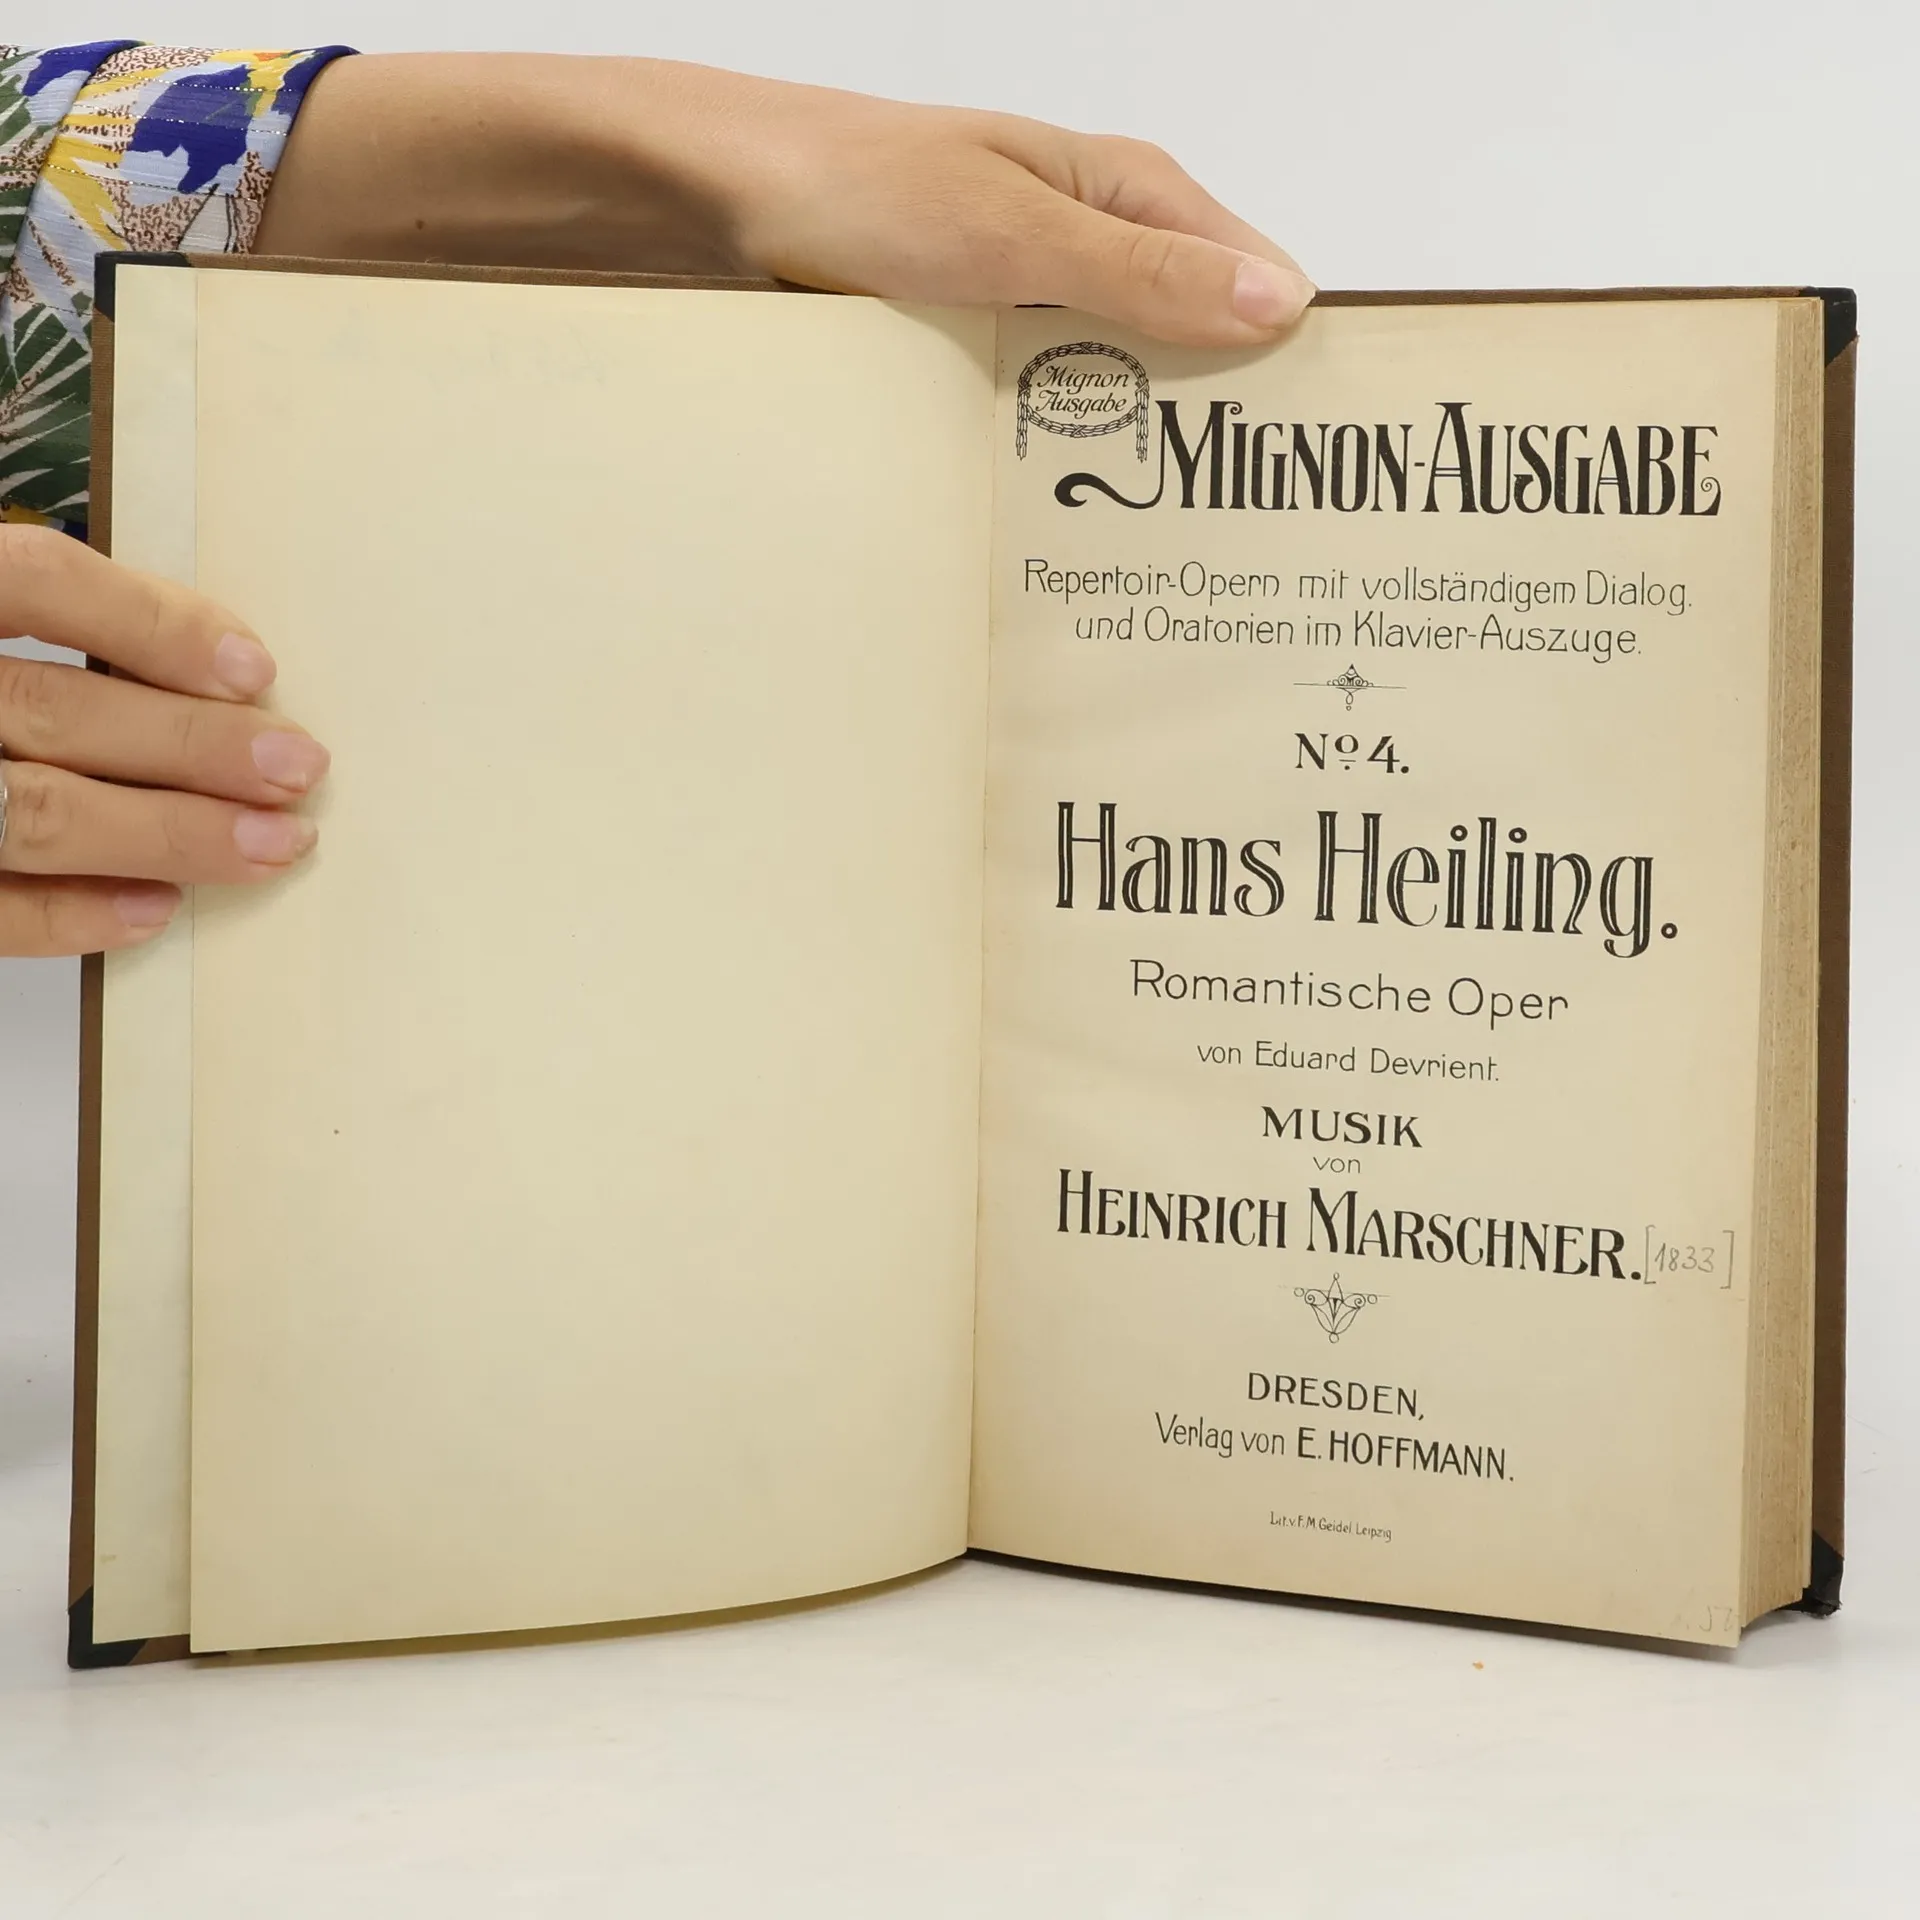 Mignon
Ausgabe
MIGNON-AUSGABE
Repertoir-Opern mit vollständigem Dialog.
und Oratorien im Klavier-Auszuge.
No 4.
Hans Heiling.
Romantische Oper
von Eduard Devrient.
MUSIK
von
HEINRICH MARSCHNER. [1833]
DRESDEN,
Verlag von E. HOFFMANN.
Lit. v. F. M. Geidel Leipzig